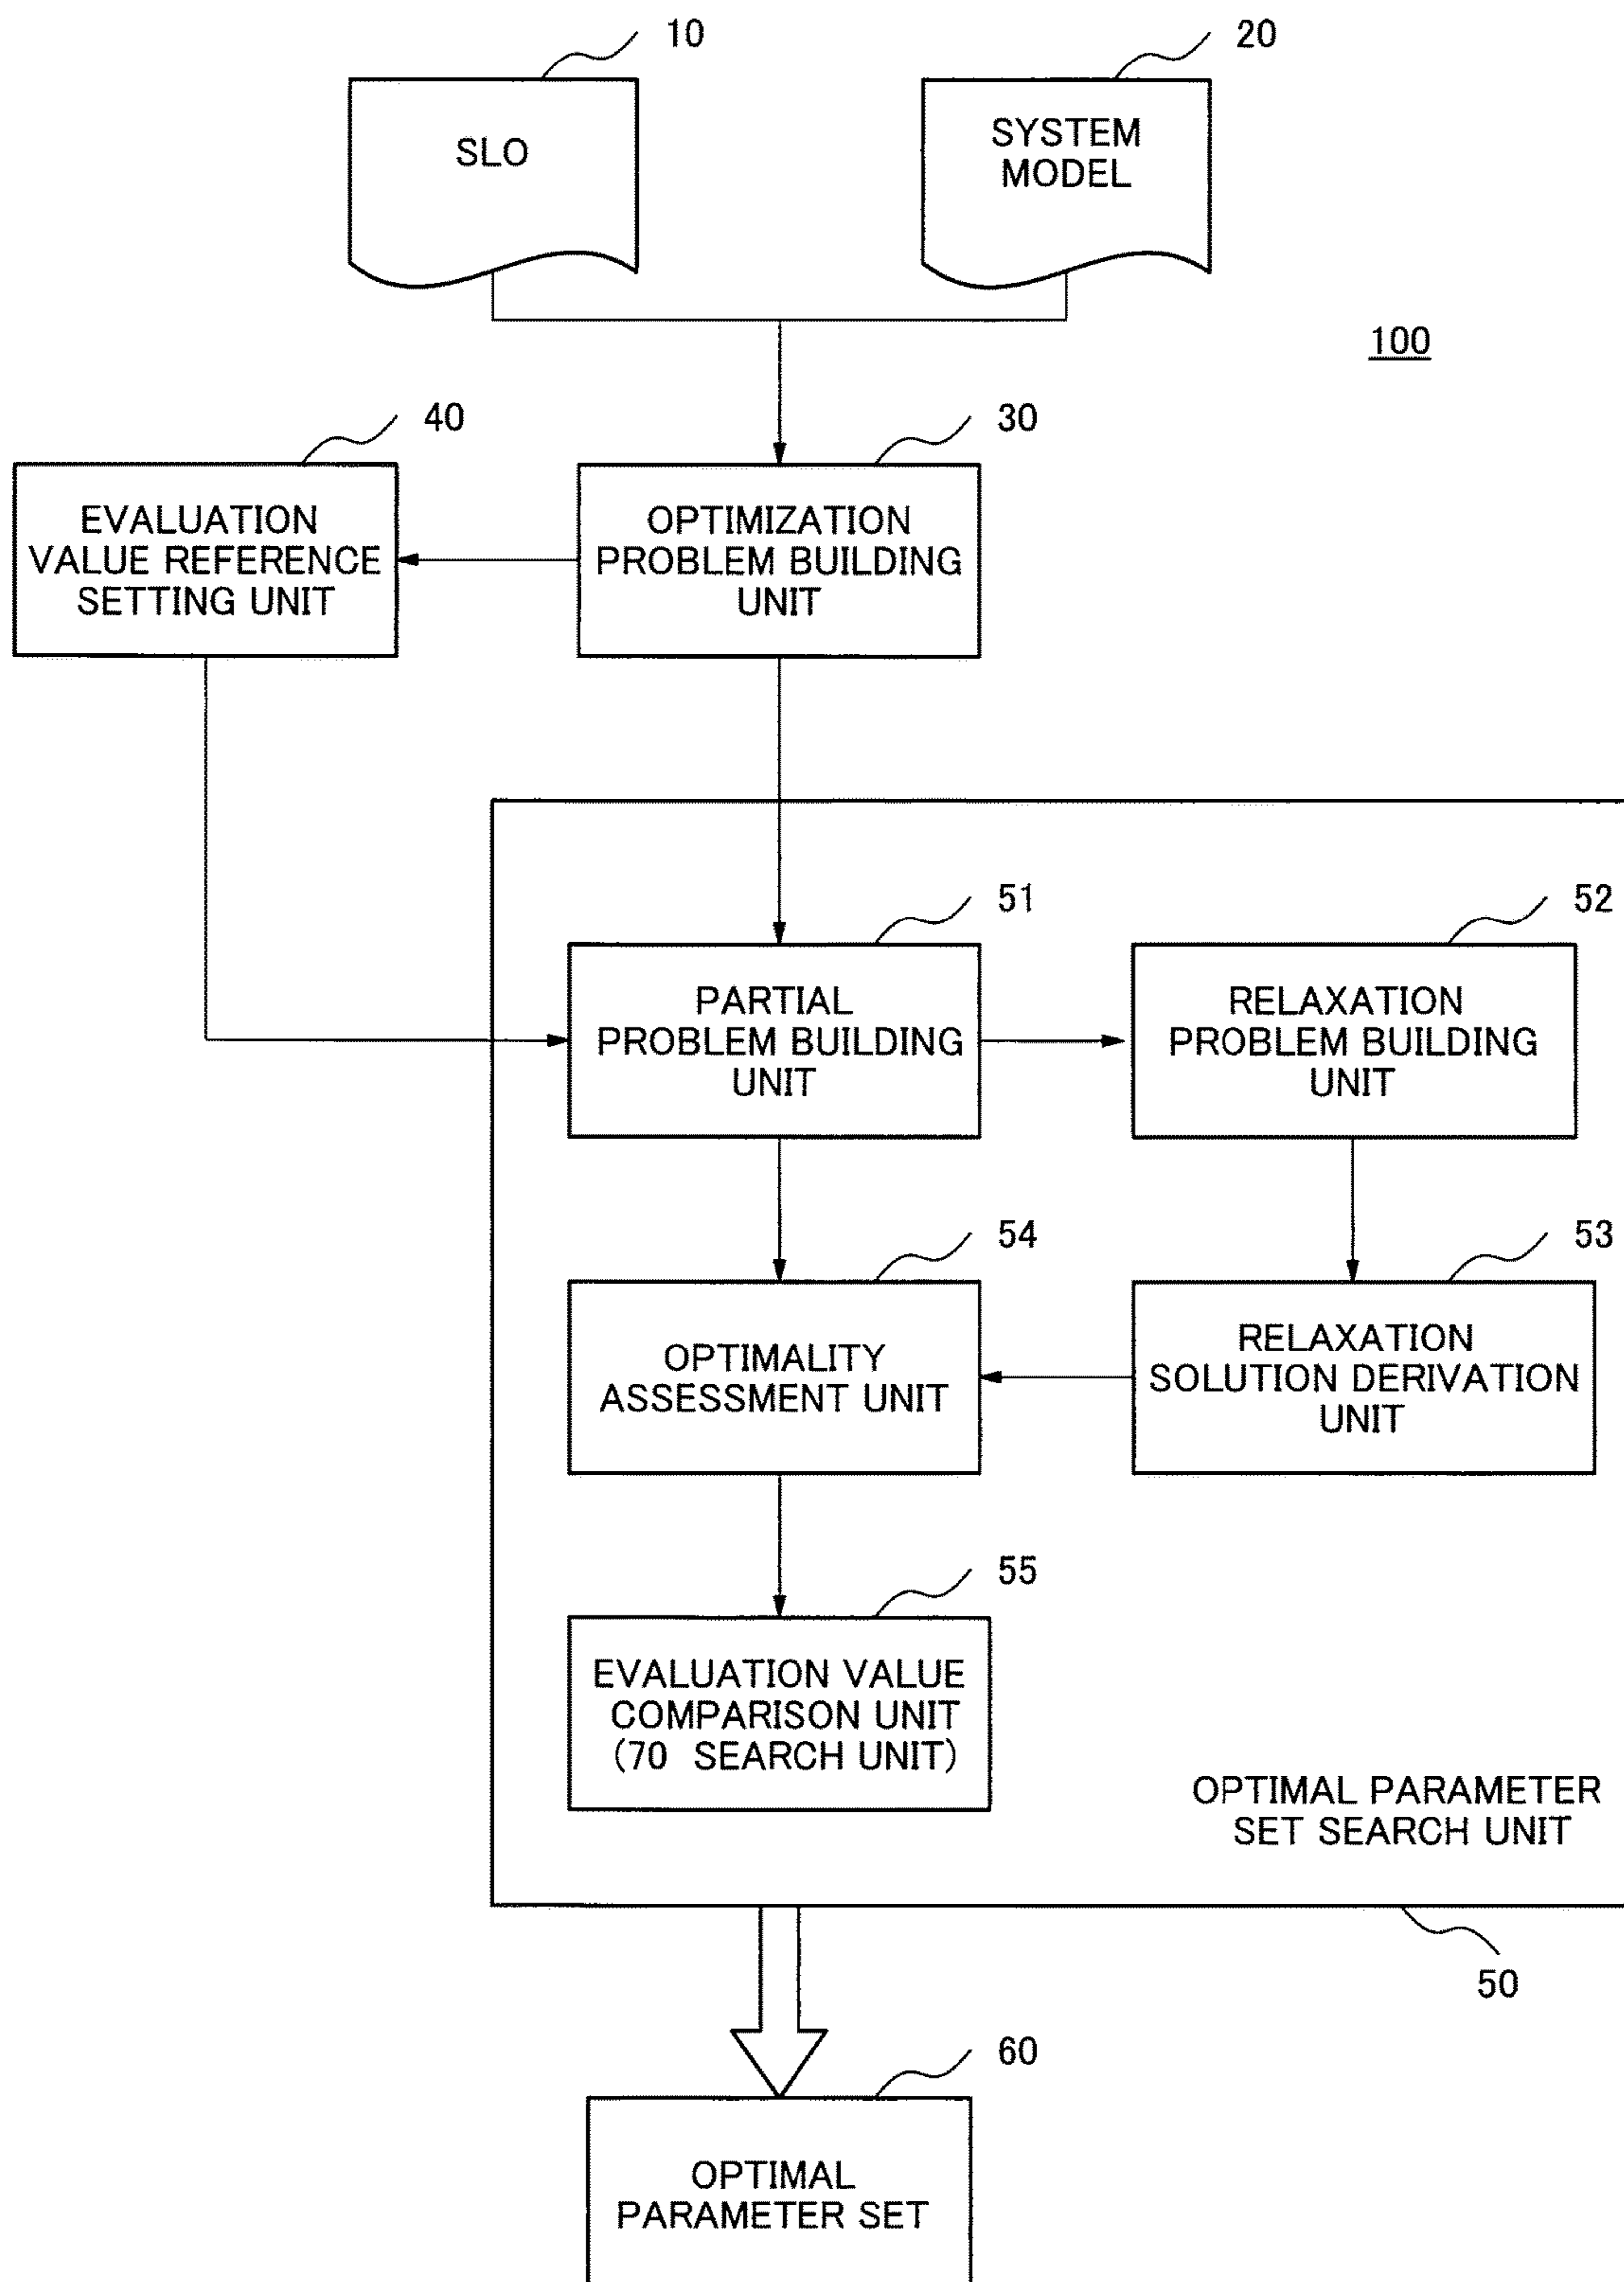 10
20
SLO
SYSTEM
MODEL
100
40
30
EVALUATION
VALUE REFERENCE
SETTING UNIT
OPTIMIZATION
PROBLEM BUILDING
UNIT
51
52
PARTIAL
PROBLEM BUILDING
UNIT
RELAXATION
PROBLEM BUILDING
UNIT
54
53
OPTIMALITY
ASSESSMENT UNIT
RELAXATION
SOLUTION DERIVATION
UNIT
55
EVALUATION VALUE
COMPARISON UNIT
(70 SEARCH UNIT)
OPTIMAL PARAMETER
SET SEARCH UNIT
50
60
OPTIMAL
PARAMETER SET